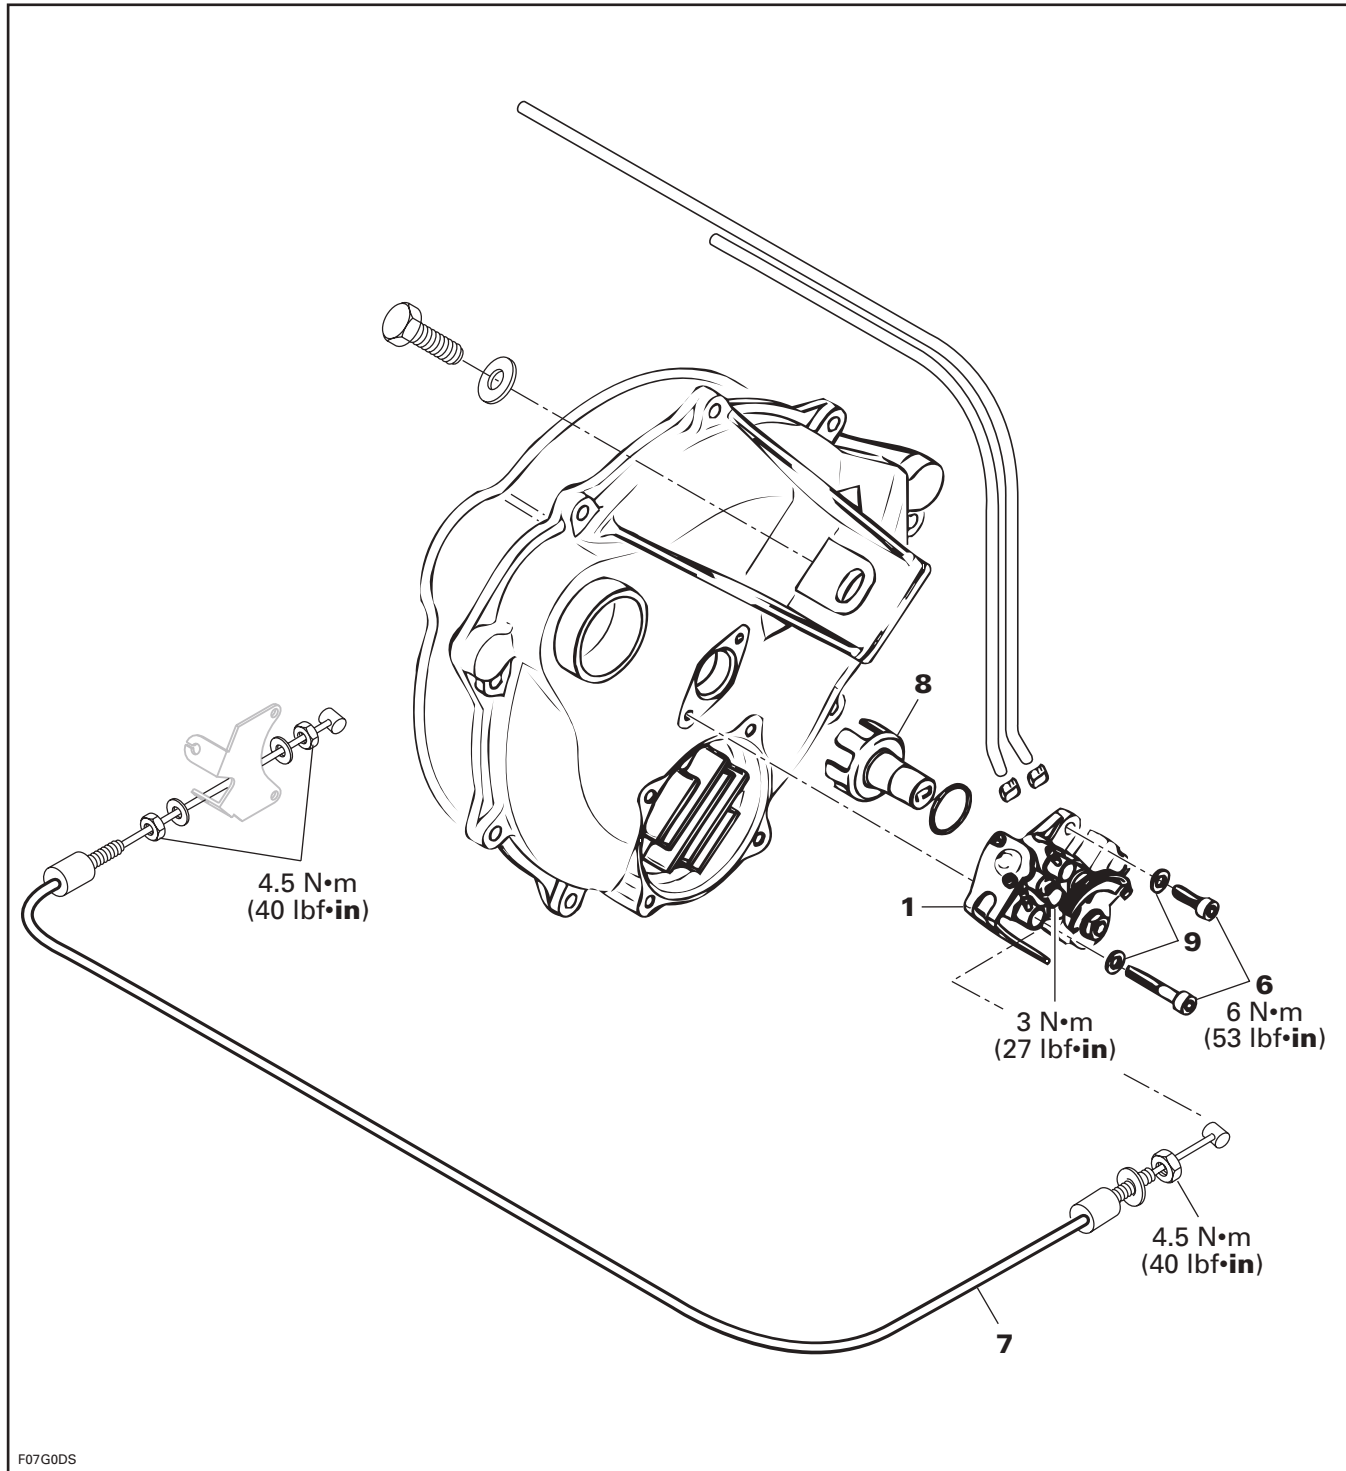 8
4.5 N•m
(40 lbf•in)
1
9
6
6 N•m
(53 lbf•in)
3 N•m
(27 lbf•in)
4.5 N•m
(40 lbf•in)
7
F07G0DS